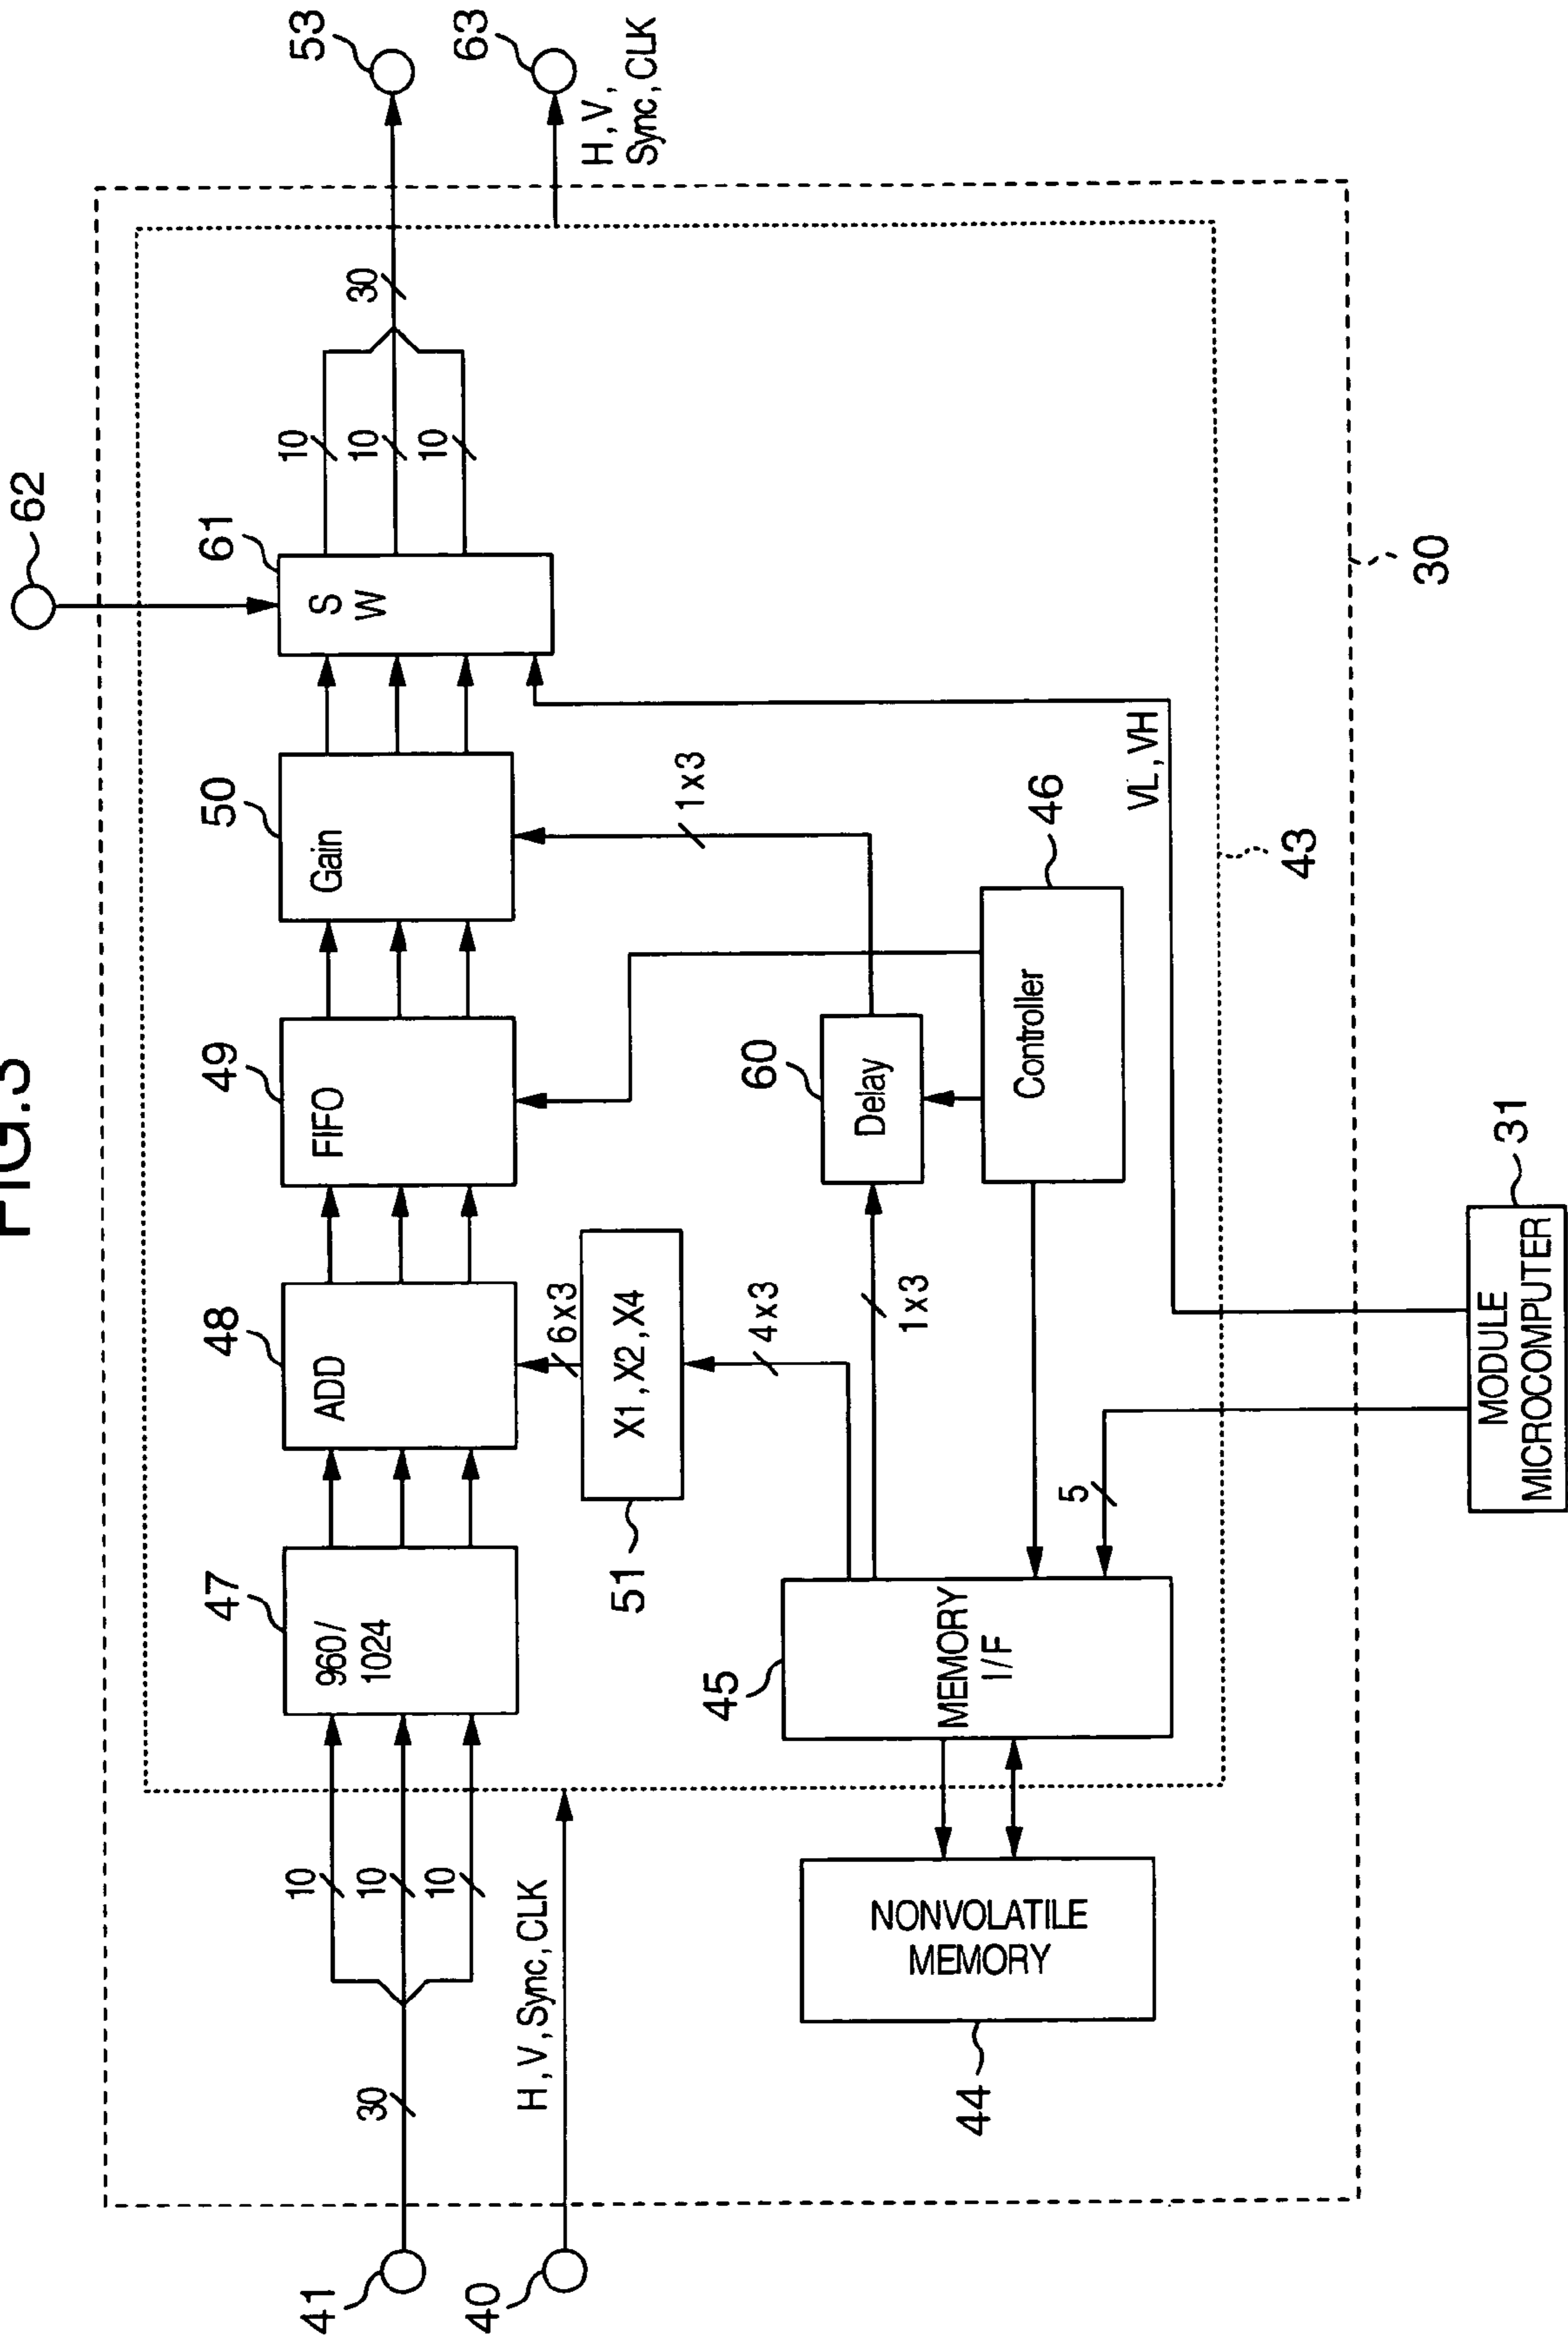 FIG.3
62
53
63
H,V,
Sync,CLK
30
10
10
10
61
S
W
50
Gain
1x3
VL,VH
46
Controller
43
30
49
FIFO
60
Delay
48
ADD
6x3
X1,X2,X4
51
4x3
1x3
5
31
MODULE
MICROCOMPUTER
47
960/
1024
45
MEMORY
I/F
10
10
10
30
H,V,Sync,CLK
NONVOLATILE
MEMORY
44
41
40